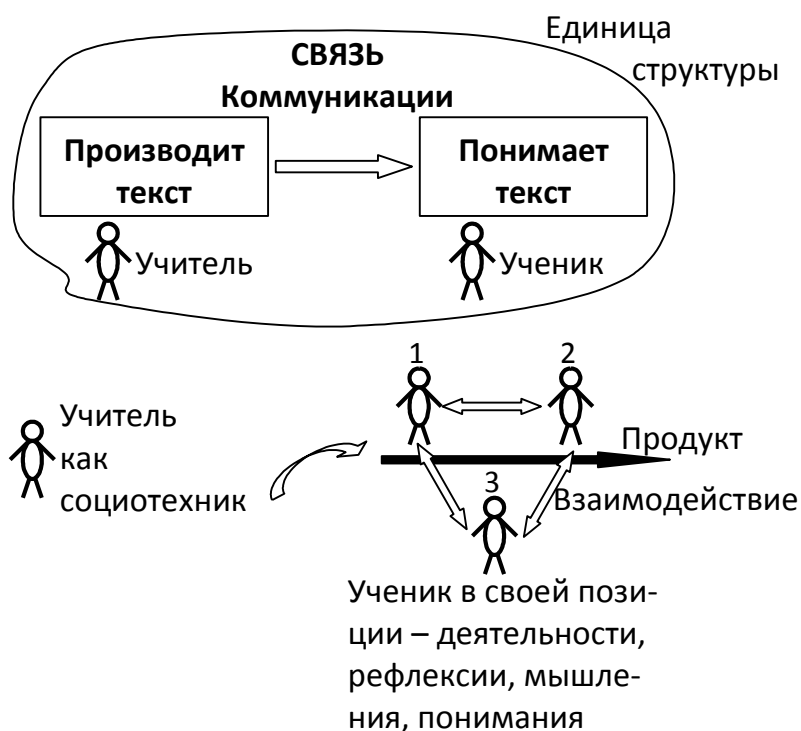 Единица
структуры
СВЯЗЬ
Коммуникации
Производит
текст
Понимает
текст
Учитель
Ученик
1
2
Учитель
как
социотехник
Продукт
3
Взаимодействие
Ученик в своей пози-
ции – деятельности,
рефлексии, мышле-
ния, понимания